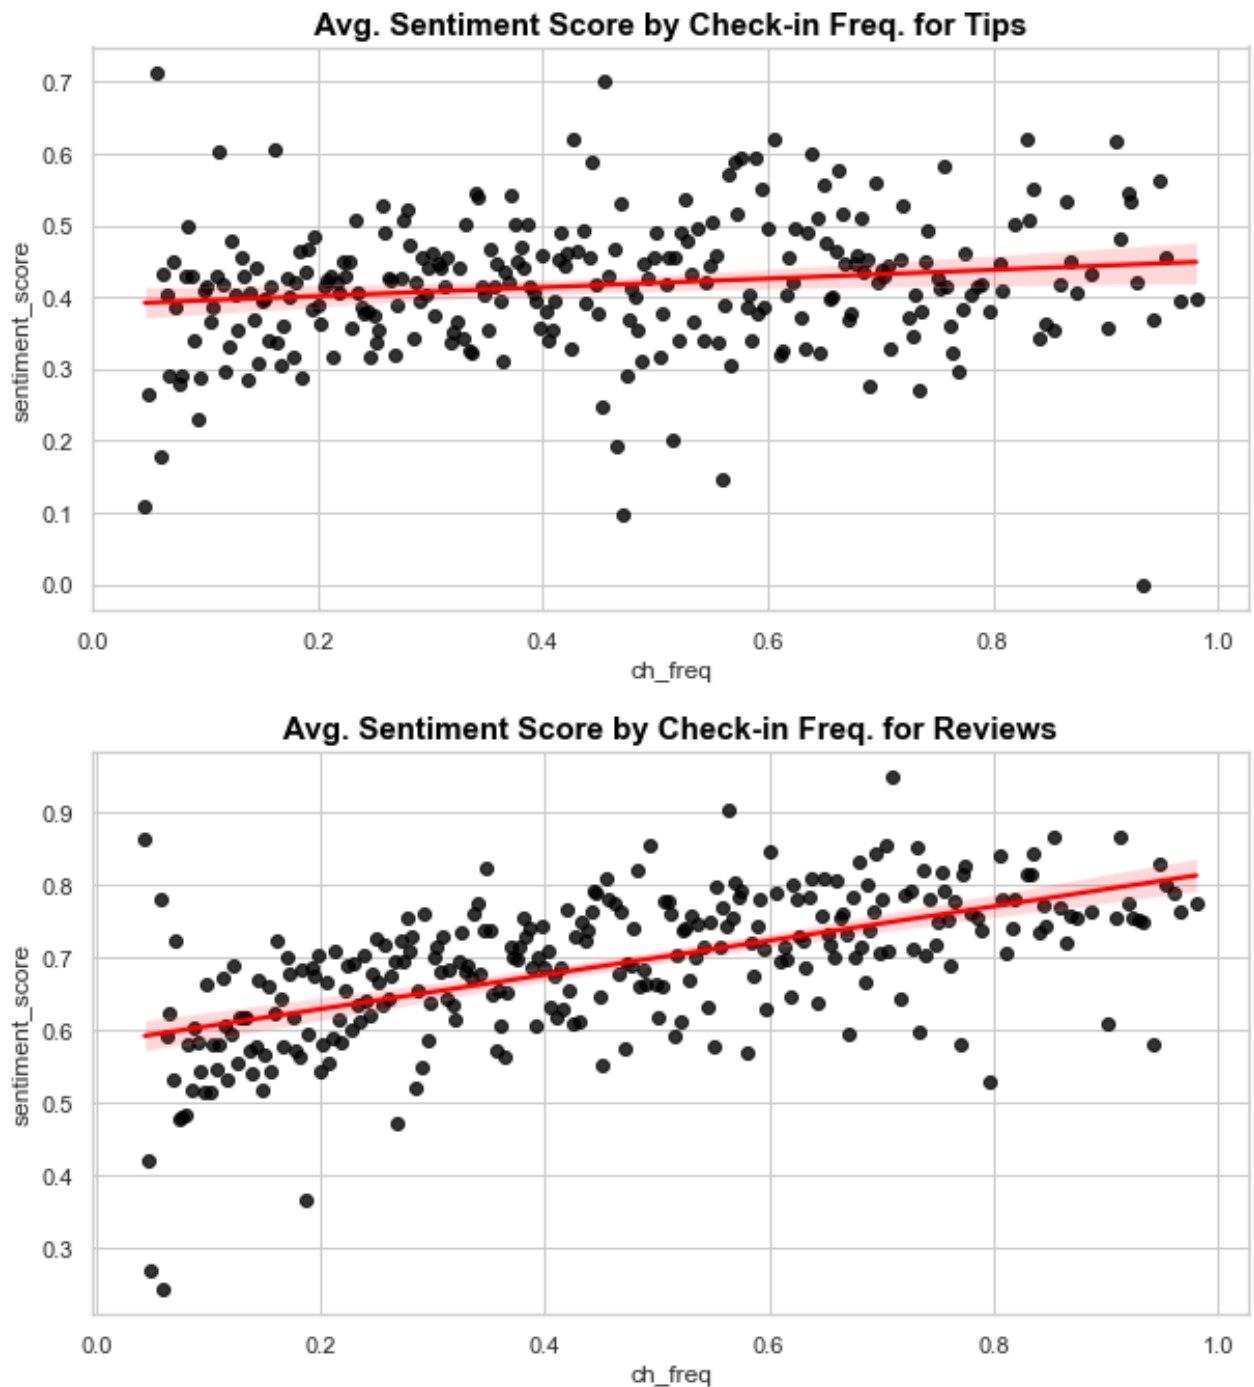 Avg. Sentiment Score by Check-in Freq. for Tips
0.7
0.6
0.5
0.4
0.3
0.2
0.1
0.0
sentiment_score
0.0 0.2 0.4 0.6 0.8 1.0
ch_freq
Avg. Sentiment Score by Check-in Freq. for Reviews
0.9
0.8
0.7
0.6
0.5
0.4
0.3
sentiment_score
0.0 0.2 0.4 0.6 0.8 1.0
ch_freq